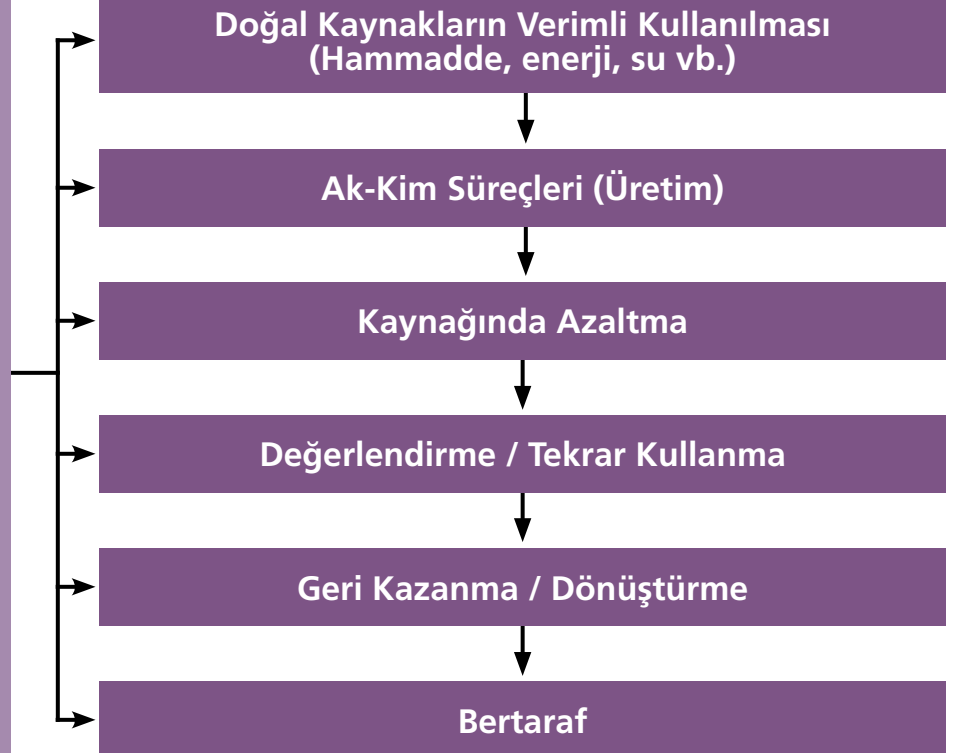 Doğal Kaynakların Verimli Kullanılması
(Hammadde, enerji, su vb.)
Ak-Kim Süreçleri (Üretim)
Kaynağında Azaltma
Değerlendirme / Tekrar Kullanma
Geri Kazanma / Dönüştürme
Bertaraf